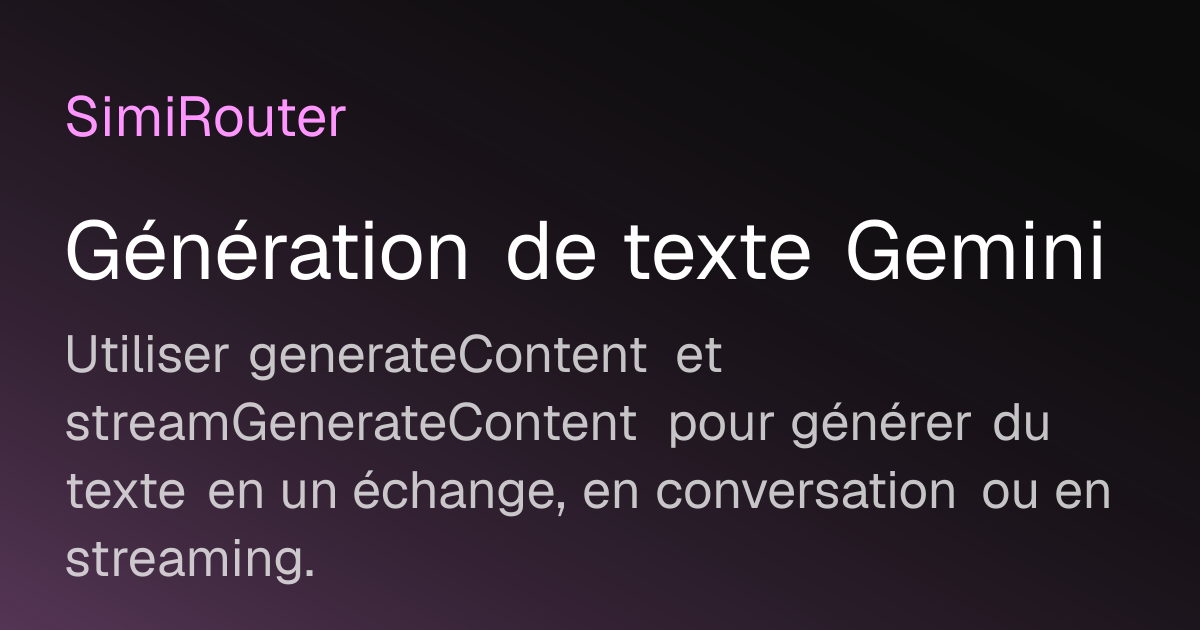 SimiRouter
Génération de texte Gemini
Utiliser generateContent et
streamGenerateContent pour générer du
texte en un échange, en conversation ou en
streaming.